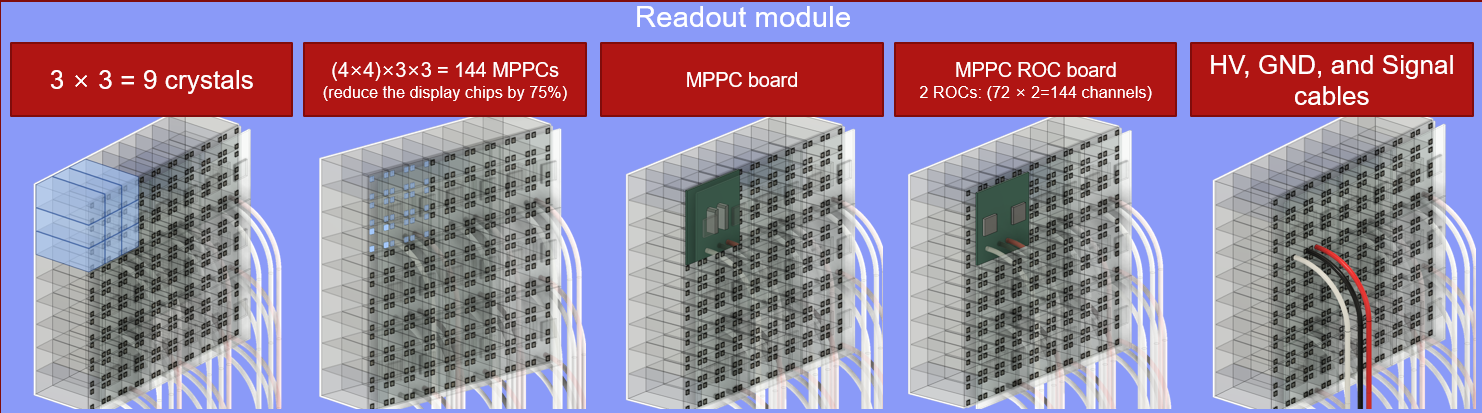 Readout module
3 × 3 = 9 crystals
(4×4)×3×3 = 144 MPPCs
(reduce the display chips by 75%)
MPPC board
MPPC ROC board
2 ROCs: (72 × 2=144 channels)
HV, GND, and Signal
cables